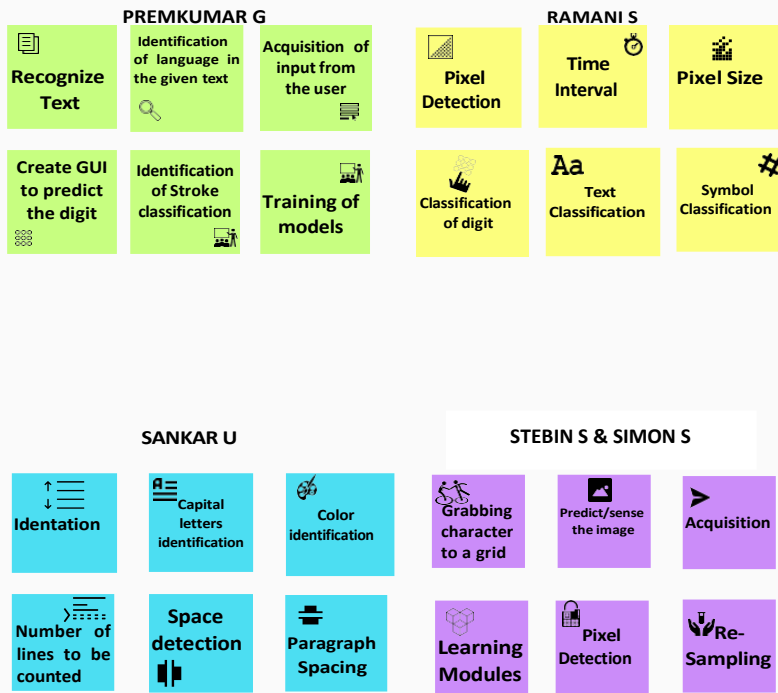 PREMKUMAR G
Recognize
Text
Identification
of language in
the given text
Acquisition of
input from
the user
Create GUI
to predict
the digit
Identification
of Stroke
classification
Training of
models
RAMANI S
Pixel
Detection
Time
Interval
Pixel Size
Classification
of digit
Aa
Text
Classification
#
Symbol
Classification
SANKAR U
Identation
A
Capital
letters
identification
Color
identification
Number of
lines to be
counted
Space
detection
Paragraph
Spacing
STEBIN S & SIMON S
Grabbing
character
to a grid
Predict/sense
the image
Acquisition
Learning
Modules
Pixel
Detection
Re-
Sampling